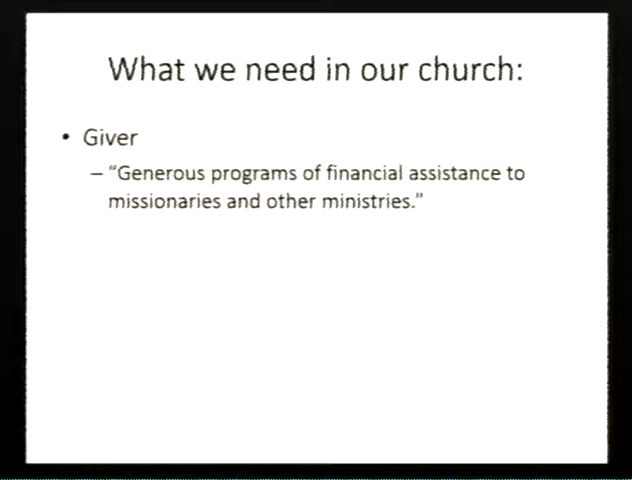 What we need in our church:
• Giver
– “Generous programs of financial assistance to
missionaries and other ministries.”